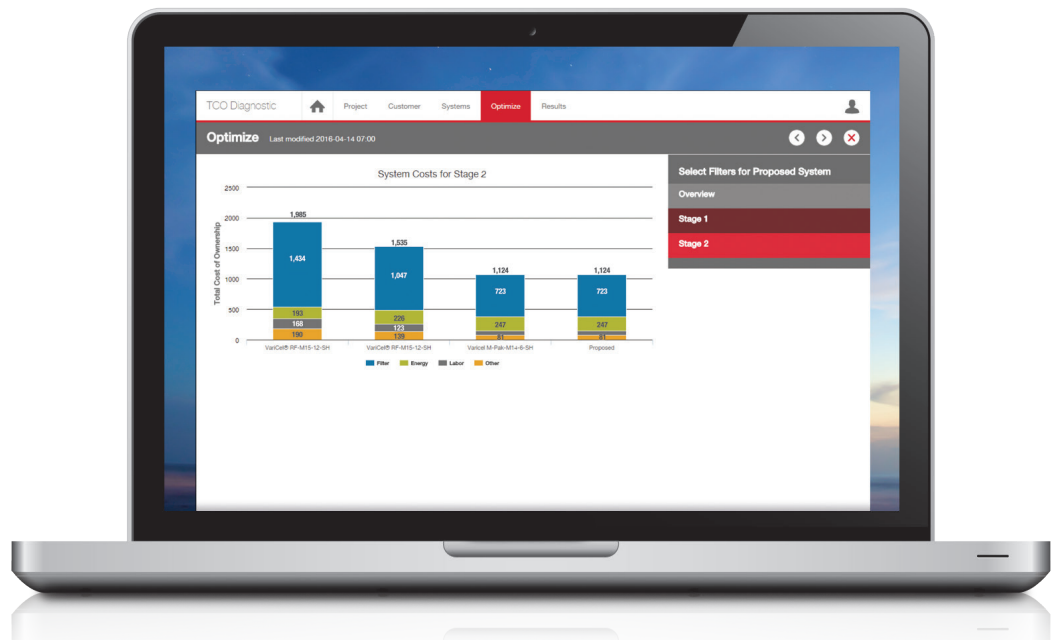 TCO Diagnostic Project Customer Systems Optimize Results
Optimize Last modified 2016-04-14 07:00
System Costs for Stage 2
Total Cost of Ownership
2500
2000
1500
1000
500
0
1,985
1,434
193
168
190
1,535
1,047
226
123
139
1,124
723
247
81
1,124
723
247
81
VariCel® RF-M15-12-SH
VariCel® RF-M15-12-SH
Varicel M-Pak-M14-6-SH
Proposed
Filter Energy Labor Other
Select Filters for Proposed System
Overview
Stage 1
Stage 2